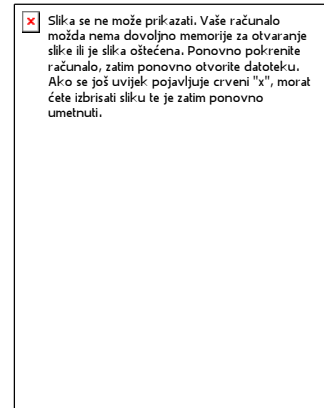 Slika se ne može prikazati. Vaše računalo
možda nema dovoljno memorije za otvaranje
slike ili je slika oštećena. Ponovno pokrenite
računalo, zatim ponovno otvorite datoteku.
Ako se još uvijek pojavljuje crveni "x", morat
ćete izbrisati sliku te je zatim ponovno
umetnuti.